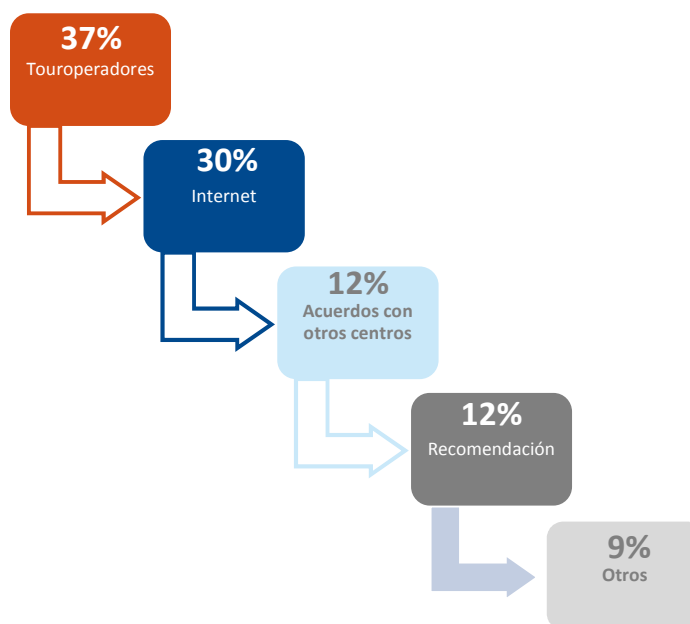 37%
Touroperadores
30%
Internet
12%
Acuerdos con
otros centros
12%
Recomendación
9%
Otros